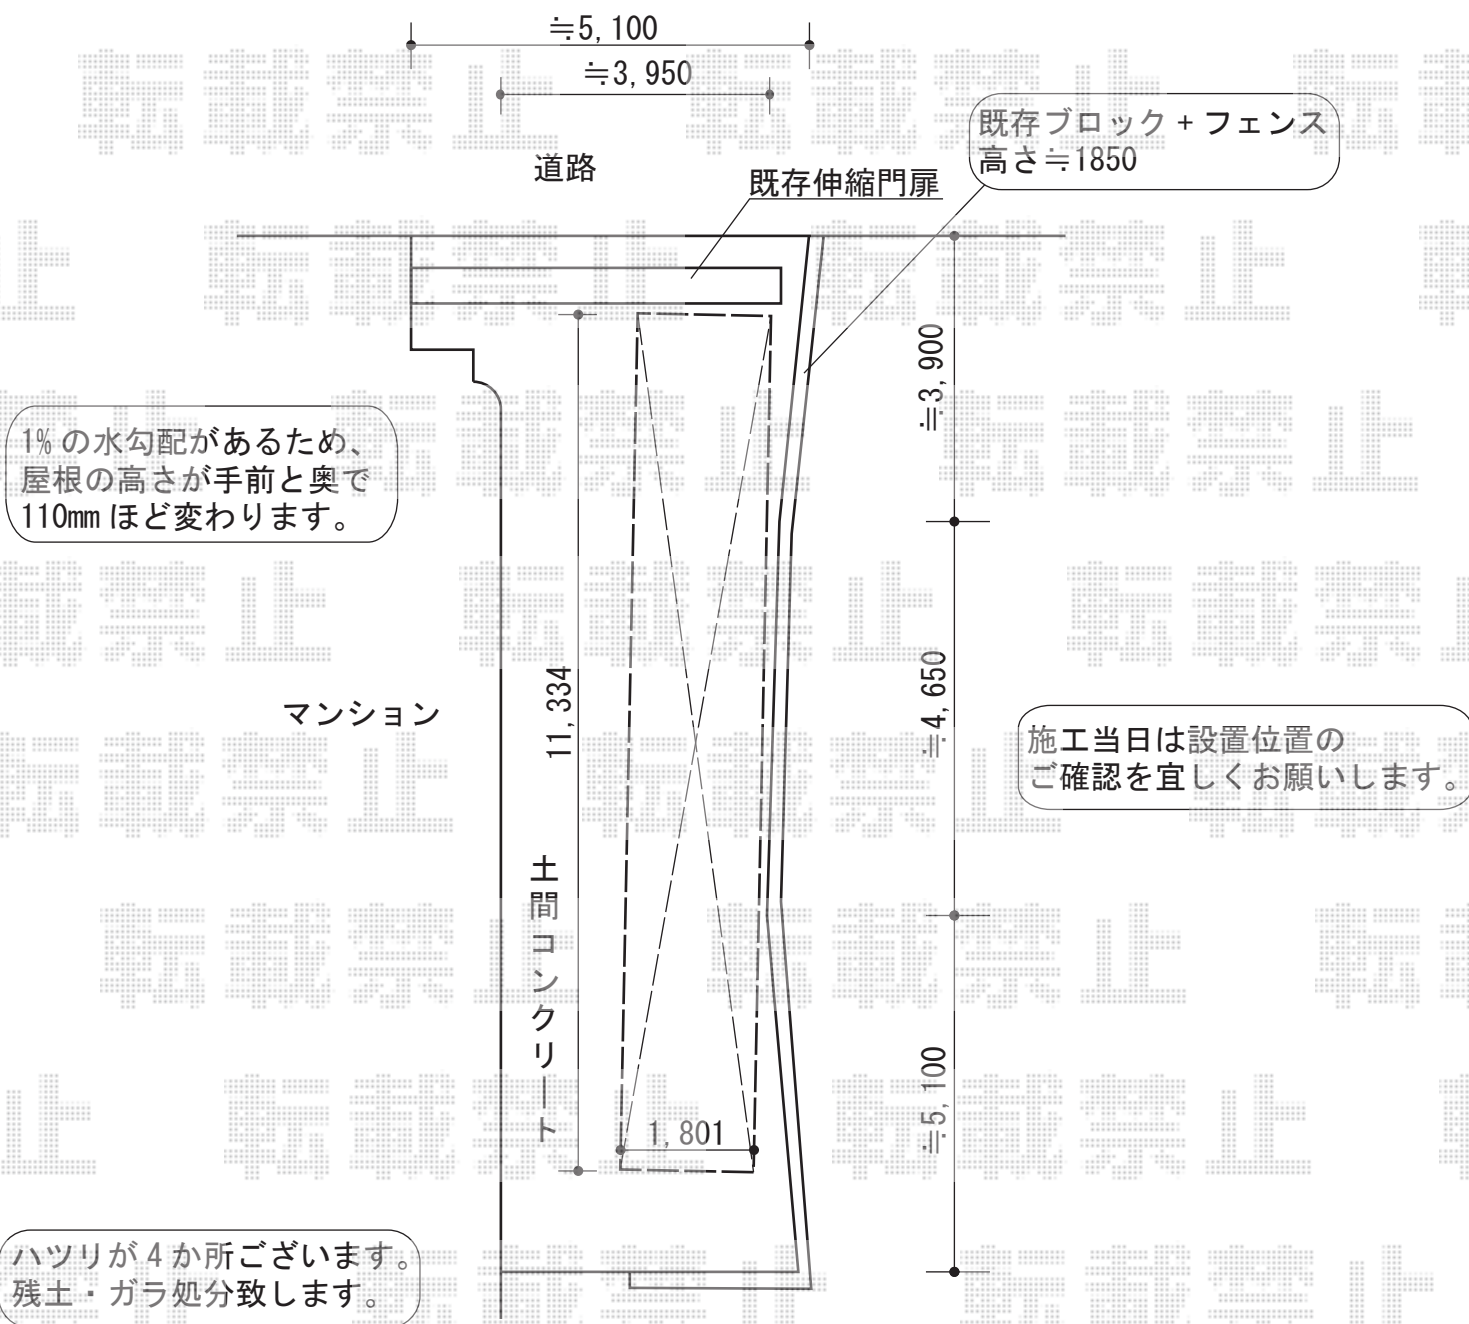 ≒5,100
≒3,950
道路
既存伸縮門扉
既存ブロック+フェンス
高さ≒1850
≒3,900
1%の水勾配があるため、
屋根の高さが手前と奥で
110mmほど変わります。
マンション
11,334
≒4,650
施工当日は設置位置の
ご確認を宜しくお願いします。
土間コンクリート
1,801
≒5,100
ハツリが4か所ございます。
残土・ガラ処分致します。
転載禁止